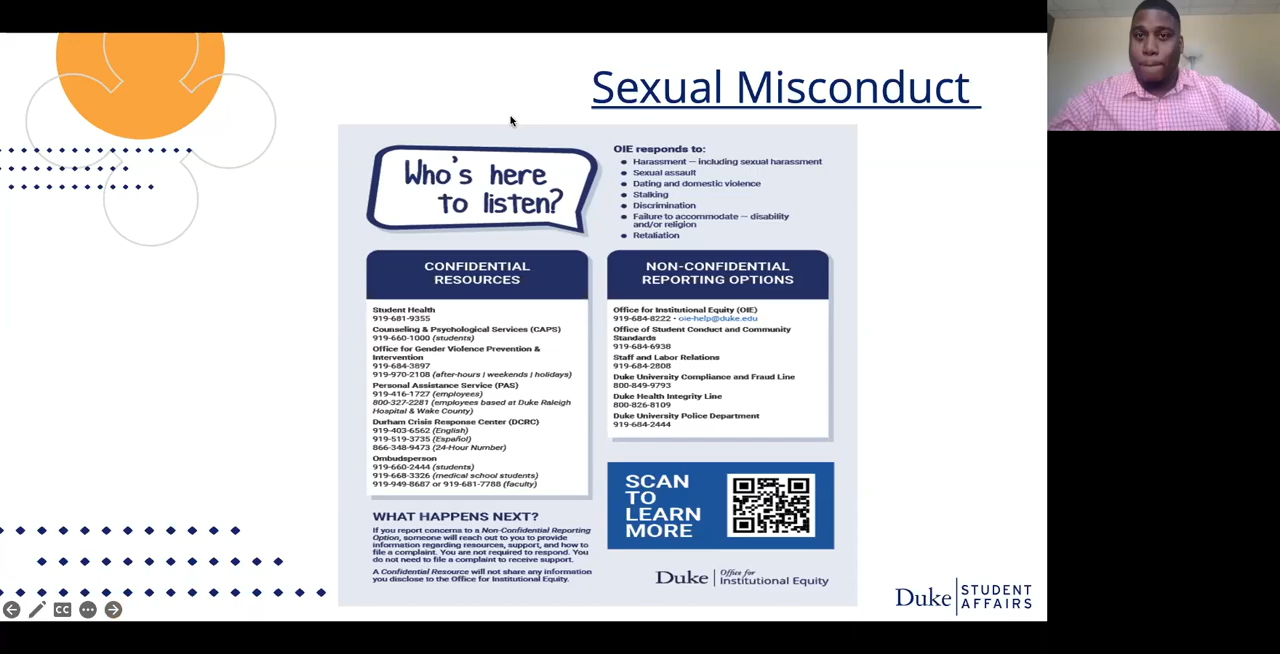 Sexual Misconduct
Who's here
to listen?
OIE responds to:
Harassment — including sexual harassment
Sexual assault
Dating and domestic violence
Stalking
Discrimination
Failure to accommodate — disability
and/or religion
Retaliation
CONFIDENTIAL
RESOURCES
Student Health
919-681-9355
Counseling & Psychological Services (CAPS)
919-660-1000 (students)
Office for Gender Violence Prevention &
Intervention
919-684-3897
919-970-2108 (after-hours | weekends | holidays)
Personal Assistance Service (PAS)
919-416-1727 (employees)
800-327-2281 (employees based at Duke Raleigh
Hospital & Wake County)
Durham Crisis Response Center (DCRC)
919-403-6562 (English)
919-519-3735 (Español)
866-348-9473 (24-Hour Number)
Ombudsperson
919-660-2444 (students)
919-668-3326 (medical school students)
919-949-8687 or 919-681-7788 (faculty)
NON-CONFIDENTIAL
REPORTING OPTIONS
Office for Institutional Equity (OIE)
919-684-8222 • oie-help@duke.edu
Office of Student Conduct and Community
Standards
919-684-6938
Staff and Labor Relations
919-684-2808
Duke University Compliance and Fraud Line
800-849-9793
Duke Health Integrity Line
800-826-8109
Duke University Police Department
919-684-2444
WHAT HAPPENS NEXT?
If you report concerns to a Non-Confidential Reporting
Option, someone will reach out to you to provide
information regarding resources, support, and how to
file a complaint. You are not required to respond. You
do not need to file a complaint to receive support.
A Confidential Resource will not share any information
you disclose to the Office for Institutional Equity.
SCAN
TO
LEARN
MORE
Duke Office for
Institutional Equity
Duke STUDENT
AFFAIRS
CC